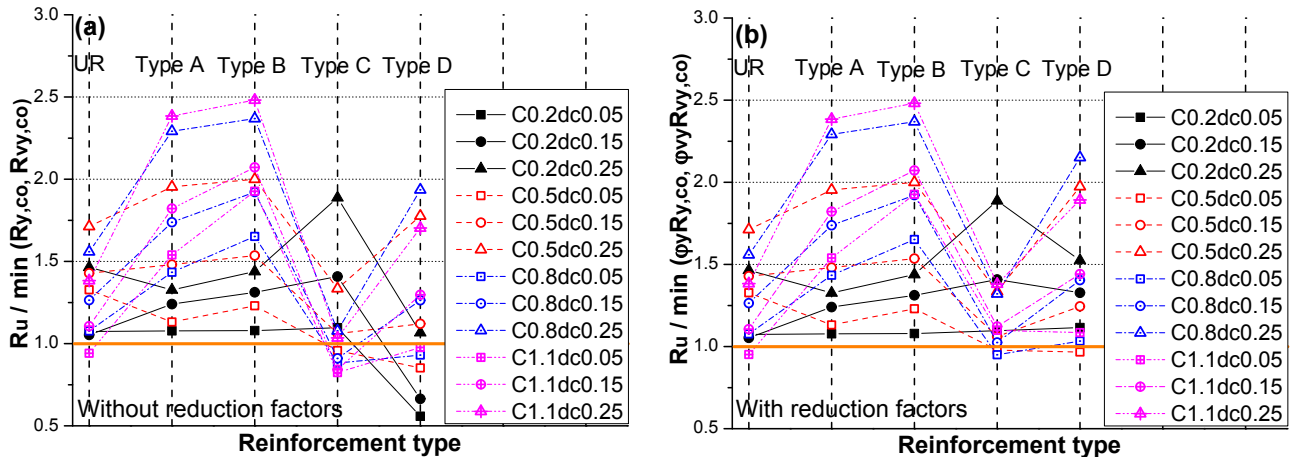 (a)
UR Type A Type B Type C Type D
3.0
2.5
2.0
1.5
1.0
0.5
Ru / min (Ry,co, Rvy,co)
C0.2dc0.05
C0.2dc0.15
C0.2dc0.25
C0.5dc0.05
C0.5dc0.15
C0.5dc0.25
C0.8dc0.05
C0.8dc0.15
C0.8dc0.25
C1.1dc0.05
C1.1dc0.15
C1.1dc0.25
Without reduction factors
Reinforcement type
(b)
UR Type A Type B Type C Type D
3.0
2.5
2.0
1.5
1.0
0.5
Ru / min (φyRy,co, φvyRvy,co)
C0.2dc0.05
C0.2dc0.15
C0.2dc0.25
C0.5dc0.05
C0.5dc0.15
C0.5dc0.25
C0.8dc0.05
C0.8dc0.15
C0.8dc0.25
C1.1dc0.05
C1.1dc0.15
C1.1dc0.25
With reduction factors
Reinforcement type